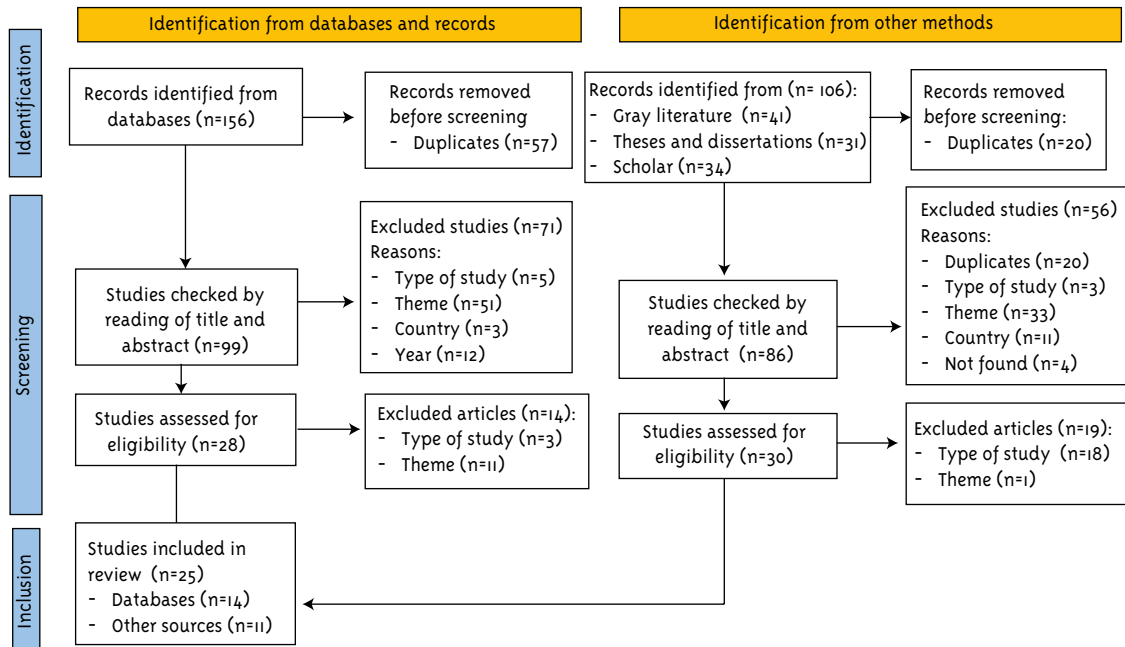 Identification from databases and records
Identification from other methods
Identification
Records identified from
databases (n=156)
Records removed
before screening
- Duplicates (n=57)
Records identified from (n= 106):
- Gray literature (n=41)
- Theses and dissertations (n=31)
- Scholar (n=34)
Records removed
before screening:
- Duplicates (n=20)
Screening
Studies checked by
reading of title and
abstract (n=99)
Excluded studies (n=71)
Reasons:
- Type of study (n=5)
- Theme (n=51)
- Country (n=3)
- Year (n=12)
Studies checked by
reading of title and
abstract (n=86)
Excluded studies (n=56)
Reasons:
- Duplicates (n=20)
- Type of study (n=3)
- Theme (n=33)
- Country (n=11)
- Not found (n=4)
Studies assessed for
eligibility (n=28)
Excluded articles (n=14):
- Type of study (n=3)
- Theme (n=11)
Studies assessed for
eligibility (n=30)
Excluded articles (n=19):
- Type of study (n=18)
- Theme (n=1)
Inclusion
Studies included in
review (n=25)
- Databases (n=14)
- Other sources (n=11)